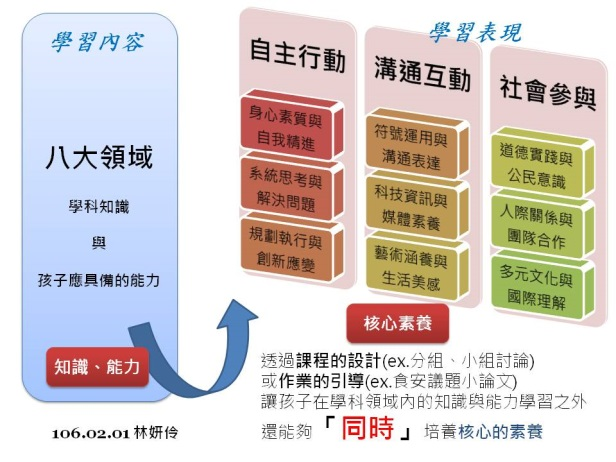 學習內容
八大領域
學科知識
與
孩子應具備的能力
知識、能力
106.02.01 林妍伶
學習表現
自主行動
身心素質與
自我精進
系統思考與
解決問題
規劃執行與
創新應變
溝通互動
符號運用與
溝通表達
科技資訊與
媒體素養
藝術涵養與
生活美感
社會參與
道德實踐與
公民意識
人際關係與
團隊合作
多元文化與
國際理解
核心素養
透過課程的設計(ex.分組、小組討論)
或作業的引導(ex.食安議題小論文)
讓孩子在學科領域內的知識與能力學習之外
還能夠「同時」培養核心的素養